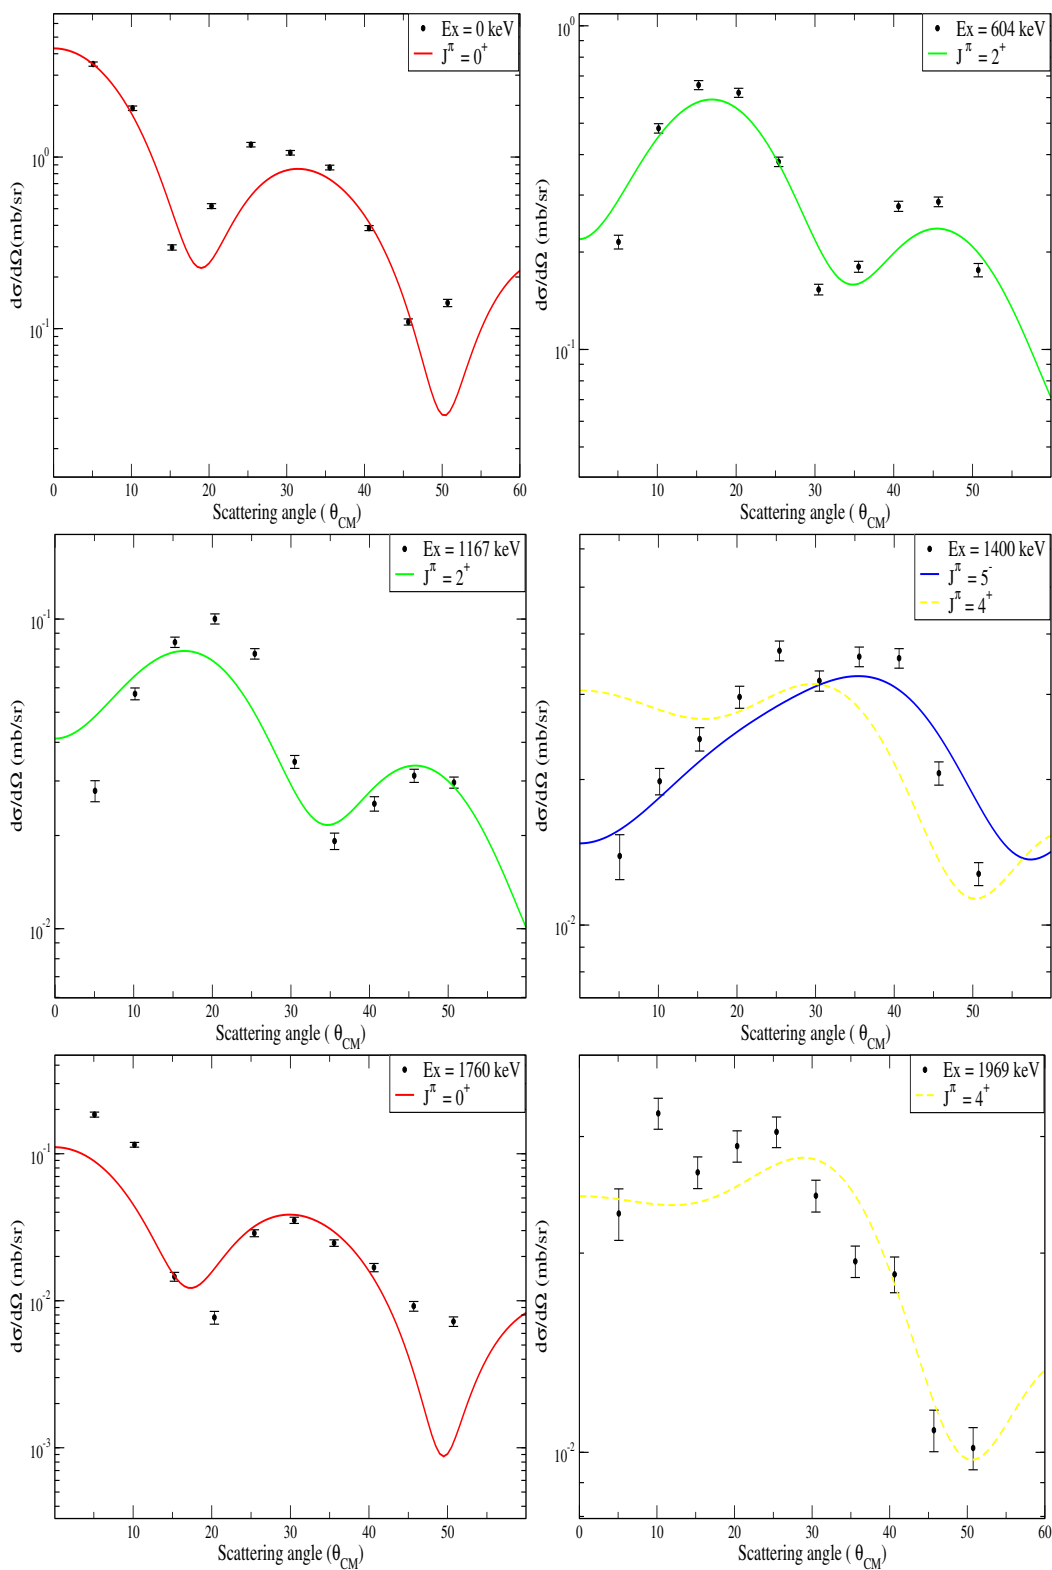 Ex = 0 keV
J^π = 0^+
10^0
10^-1
dσ/dΩ(mb/sr)
0 10 20 30 40 50 60
Scattering angle ( θ_CM)
Ex = 604 keV
J^π = 2^+
10^0
10^-1
dσ/dΩ (mb/sr)
10 20 30 40 50 60
Scattering angle ( θ_CM)
Ex = 1167 keV
J^π = 2^+
10^-1
10^-2
dσ/dΩ (mb/sr)
0 10 20 30 40 50
Scattering angle ( θ_CM)
Ex = 1400 keV
J^π = 5^-
J^π = 4^+
10^-2
dσ/dΩ (mb/sr)
0 10 20 30 40 50
Scattering angle ( θ_CM)
Ex = 1760 keV
J^π = 0^+
10^-1
10^-2
10^-3
dσ/dΩ (mb/sr)
0 10 20 30 40 50
Scattering angle (θ_CM)
Ex = 1969 keV
J^π = 4^+
10^-2
dσ/dΩ (mb/sr)
0 10 20 30 40 50 60
Scattering angle (θ_CM)